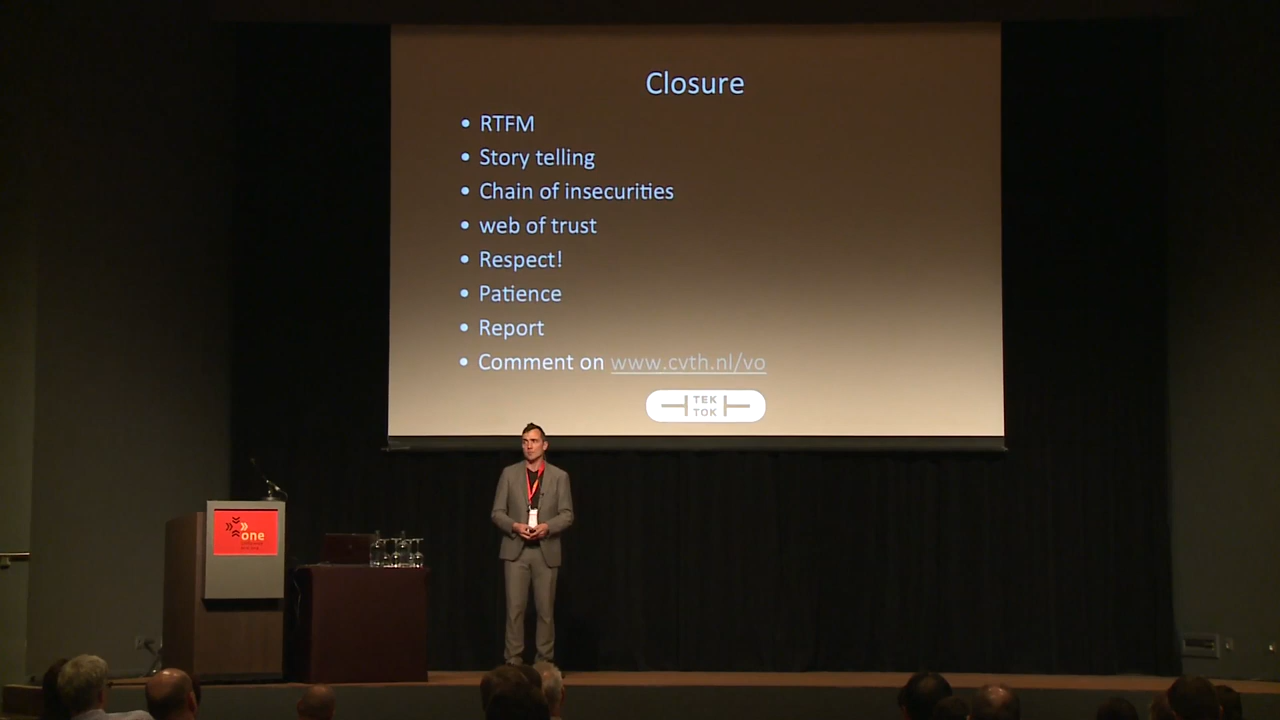 Closure
• RTFM
• Story telling
• Chain of insecurities
• web of trust
• Respect!
• Patience
• Report
• Comment on www.cvth.nl/vo
TEK
TOK
one